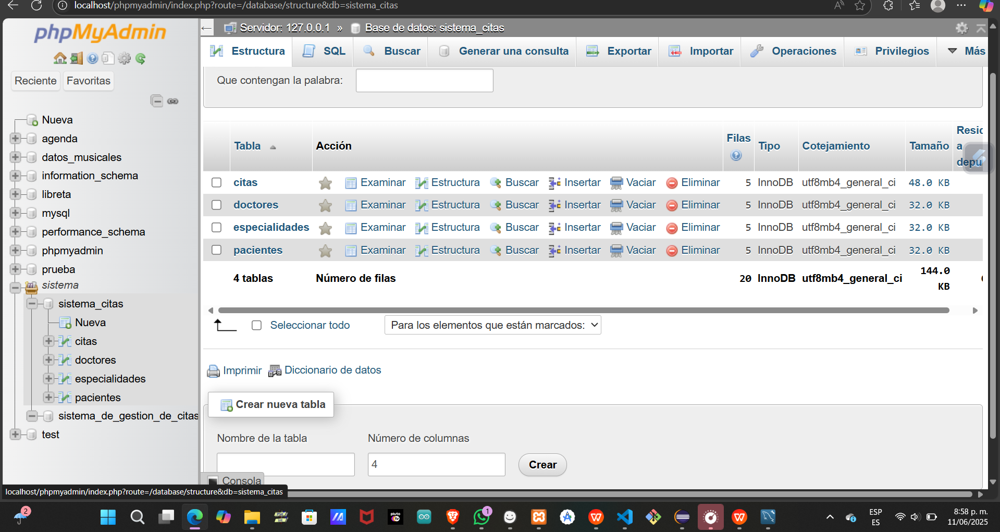 localhost/phpmyadmin/index.php?route=/database/structure&db=sistema_citas
phpMyAdmin
Reciente
Favoritas
Nueva
agenda
datos_musicales
information_schema
libreta
mysql
performance_schema
phpmyadmin
prueba
sistema
sistema_citas
Nueva
citas
doctores
especialidades
pacientes
sistema_de_gestion_de_citas
test
Servidor: 127.0.0.1 » Base de datos: sistema_citas
Estructura SQL Buscar Generar una consulta Exportar Importar Operaciones Privilegios Más
Que contengan la palabra:
Tabla Acción Filas Tipo Cotejamiento Tamaño
a
citas Examinar Estructura Buscar Insertar Vaciar Eliminar 5 InnoDB utf8mb4_general_ci 48.0 KB
doctores Examinar Estructura Buscar Insertar Vaciar Eliminar 5 InnoDB utf8mb4_general_ci 32.0 KB
especialidades Examinar Estructura Buscar Insertar Vaciar Eliminar 5 InnoDB utf8mb4_general_ci 32.0 KB
pacientes Examinar Estructura Buscar Insertar Vaciar Eliminar 5 InnoDB utf8mb4_general_ci 32.0 KB
4 tablas Número de filas 20 InnoDB utf8mb4_general_ci 144.0
KB
Seleccionar todo Para los elementos que están marcados:
Imprimir Diccionario de datos
Crear nueva tabla
Nombre de la tabla Número de columnas
4 Crear
Consola
localhost/phpmyadmin/index.php?route=/database/structure&db=sistema_citas
2
pluto tv
1
ESP
ES
8:58 p. m.
11/06/2025